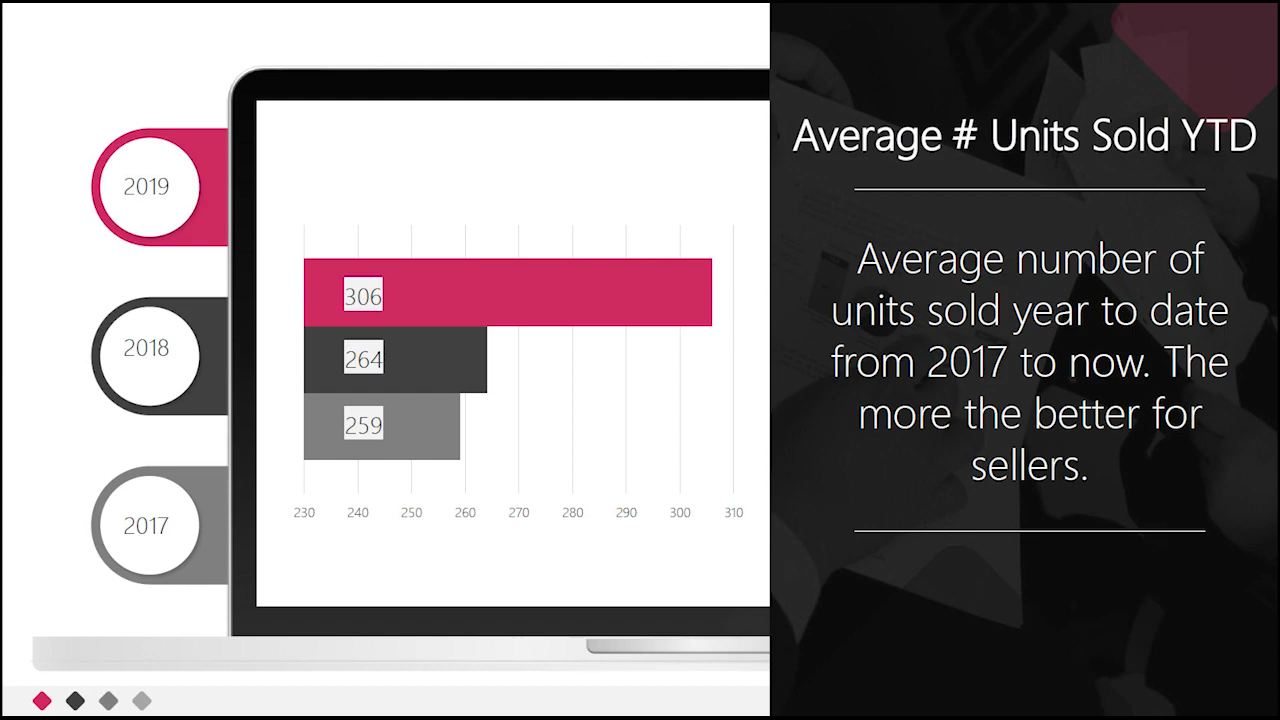 2019
2018
2017
306
264
259
230 240 250 260 270 280 290 300 310
Average # Units Sold YTD
Average number of
units sold year to date
from 2017 to now. The
more the better for
sellers.